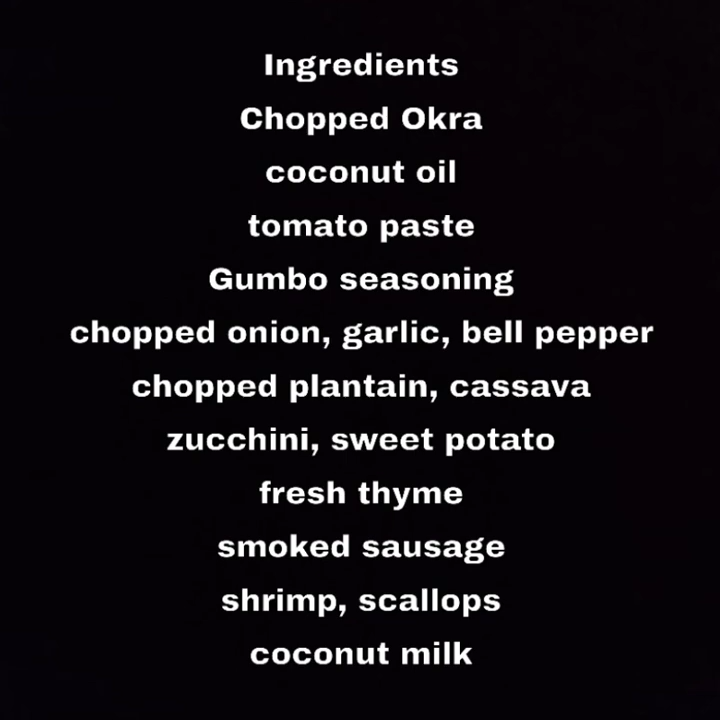 Ingredients
Chopped Okra
coconut oil
tomato paste
Gumbo seasoning
chopped onion, garlic, bell pepper
chopped plantain, cassava
zucchini, sweet potato
fresh thyme
smoked sausage
shrimp, scallops
coconut milk